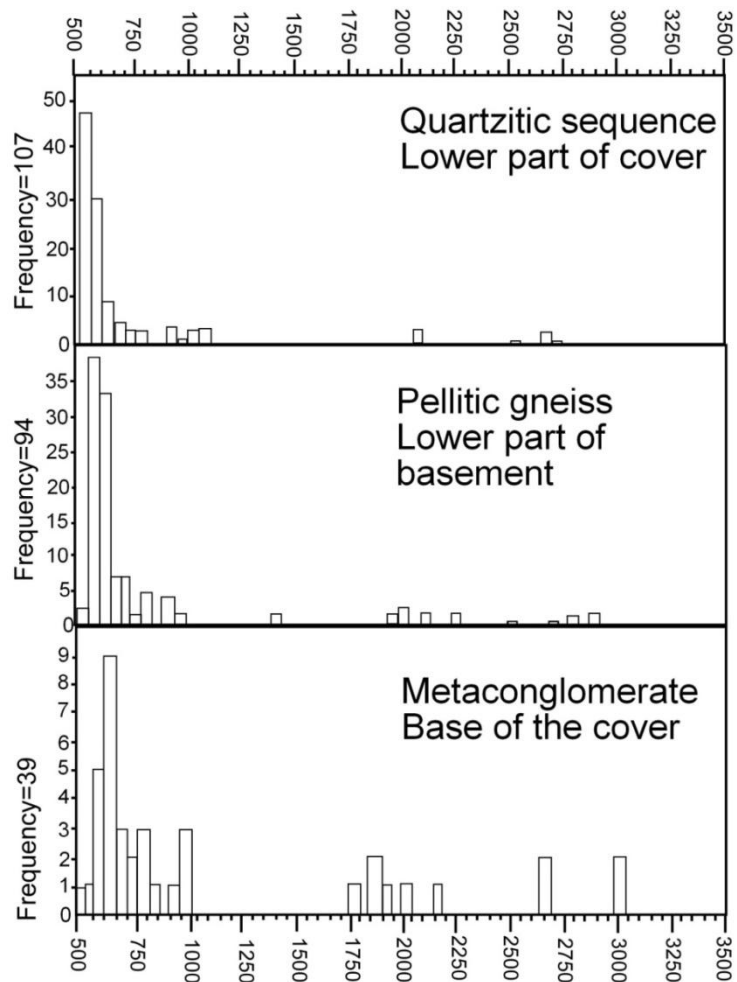 500 750 1000 1250 1500 1750 2000 2250 2500 2750 3000 3250 3500
Frequency=107
50
40
30
20
10
0
Quartzitic sequence
Lower part of cover
Frequency=94
35
30
25
20
15
10
5
0
Pellitic gneiss
Lower part of
basement
Frequency=39
9
8
7
6
5
4
3
2
1
0
Metaconglomerate
Base of the cover
500 750 1000 1250 1500 1750 2000 2250 2500 2750 3000 3250 3500